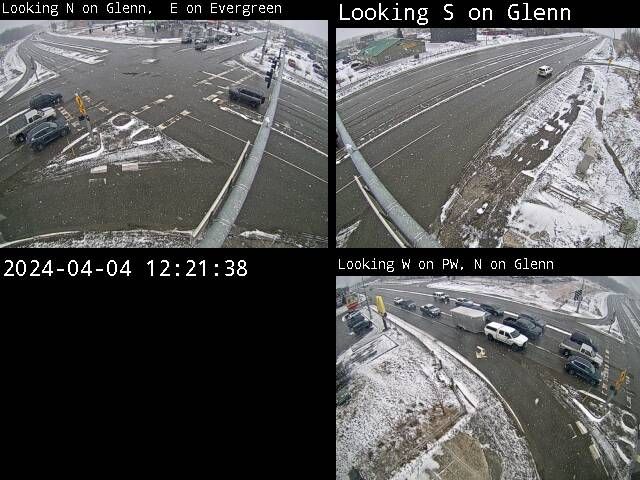 Looking N on Glenn, E on Evergreen
Looking S on Glenn
2024-04-04 12:21:38
Looking W on PW, N on Glenn